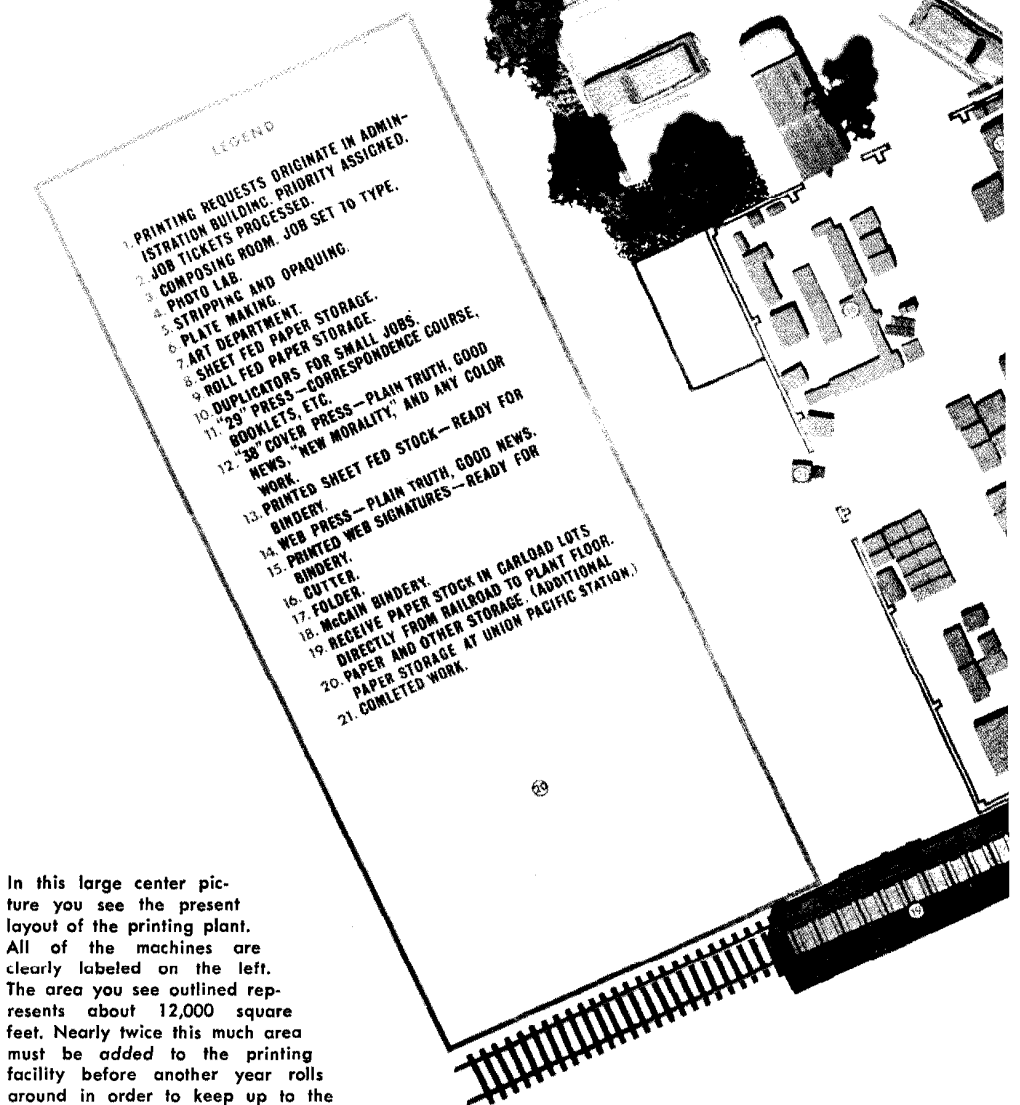 LEGEND
1. PRINTING REQUESTS ORIGINATE IN ADMIN-
ISTRATION BUILDING. PRIORITY ASSIGNED.
2. JOB TICKETS PROCESSED.
3. COMPOSING ROOM. JOB SET TO TYPE.
4. PHOTO LAB.
5. STRIPPING AND OPAQUING.
6. PLATE MAKING.
7. ART DEPARTMENT.
8. SHEET FED PAPER STORAGE.
9. ROLL FED PAPER STORAGE.
10. DUPLICATORS FOR SMALL JOBS.
11. "29" PRESS—CORRESPONDENCE COURSE,
BOOKLETS, ETC.
12. "38" COVER PRESS—PLAIN TRUTH, GOOD
NEWS, "NEW MORALITY," AND ANY COLOR
WORK.
13. PRINTED SHEET FED STOCK—READY FOR
BINDERY.
14. WEB PRESS—PLAIN TRUTH, GOOD NEWS.
15. PRINTED WEB SIGNATURES—READY FOR
BINDERY.
16. CUTTER.
17. FOLDER.
18. McCAIN BINDERY.
19. RECEIVE PAPER STOCK IN CARLOAD LOTS
DIRECTLY FROM RAILROAD TO PLANT FLOOR.
20. PAPER AND OTHER STORAGE. (ADDITIONAL
PAPER STORAGE AT UNION PACIFIC STATION.)
21. COMLETED WORK.
20
19
In this large center pic-
ture you see the present
layout of the printing plant.
All of the machines are
clearly labeled on the left.
The area you see outlined rep-
resents about 12,000 square
feet. Nearly twice this much area
must be added to the printing
facility before another year rolls
around in order to keep up to the